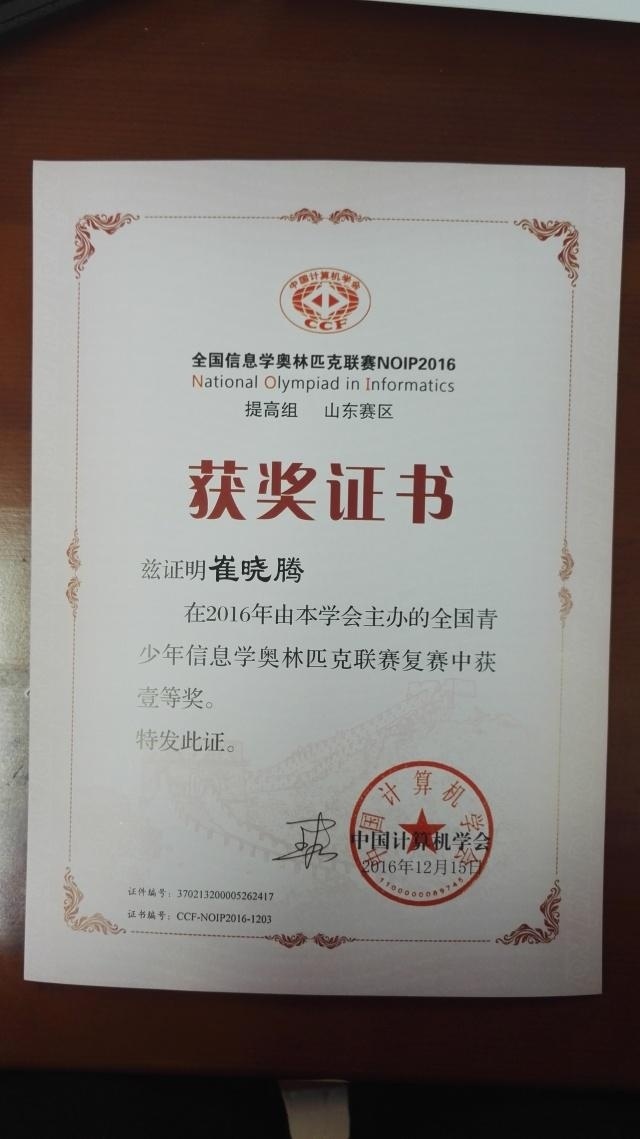 中国计算机学会
CCF
全国信息学奥林匹克联赛NOIP2016
National Olympiad in Informatics
提高组 山东赛区
获奖证书
兹证明崔晓腾
在2016年由本学会主办的全国青
少年信息学奥林匹克联赛复赛中获
壹等奖。
特发此证。
中国计算机学会
中国计算机学会
2016年12月15日
1100000089745
证件编号：370213200005262417
证书编号：CCF-NOIP2016-1203